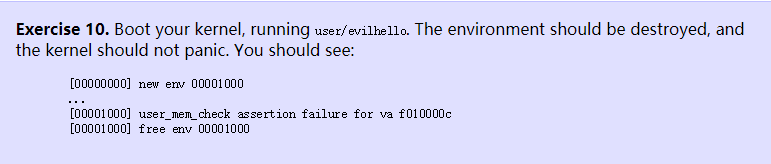 Exercise 10. Boot your kernel, running user/evilhello. The environment should be destroyed, and
the kernel should not panic. You should see:
[00000000] new env 00001000
...
[00001000] user_mem_check assertion failure for va f010000c
[00001000] free env 00001000